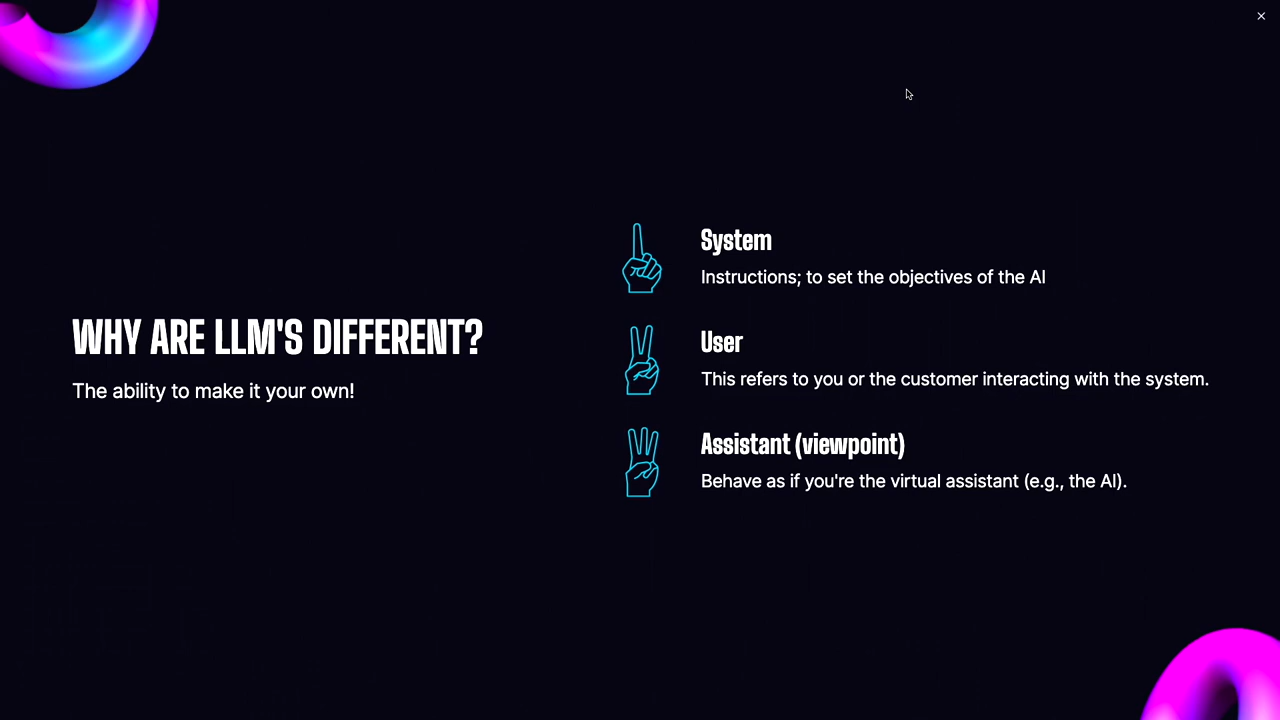 WHY ARE LLM'S DIFFERENT?
The ability to make it your own!
System
Instructions; to set the objectives of the AI
User
This refers to you or the customer interacting with the system.
Assistant (viewpoint)
Behave as if you're the virtual assistant (e.g., the AI).